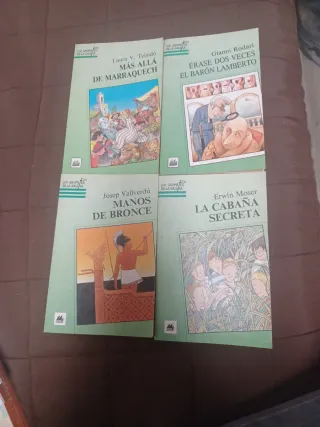 Laura V. Teixidó
MÁS ALLÁ
DE MARRAQUECH
Gianni Rodari
ÉRASE DOS VECES
EL BARÓN LAMBERTO
Josep Vallverdú
MANOS
DE BRONCE
Erwin Moser
LA CABAÑA
SECRETA